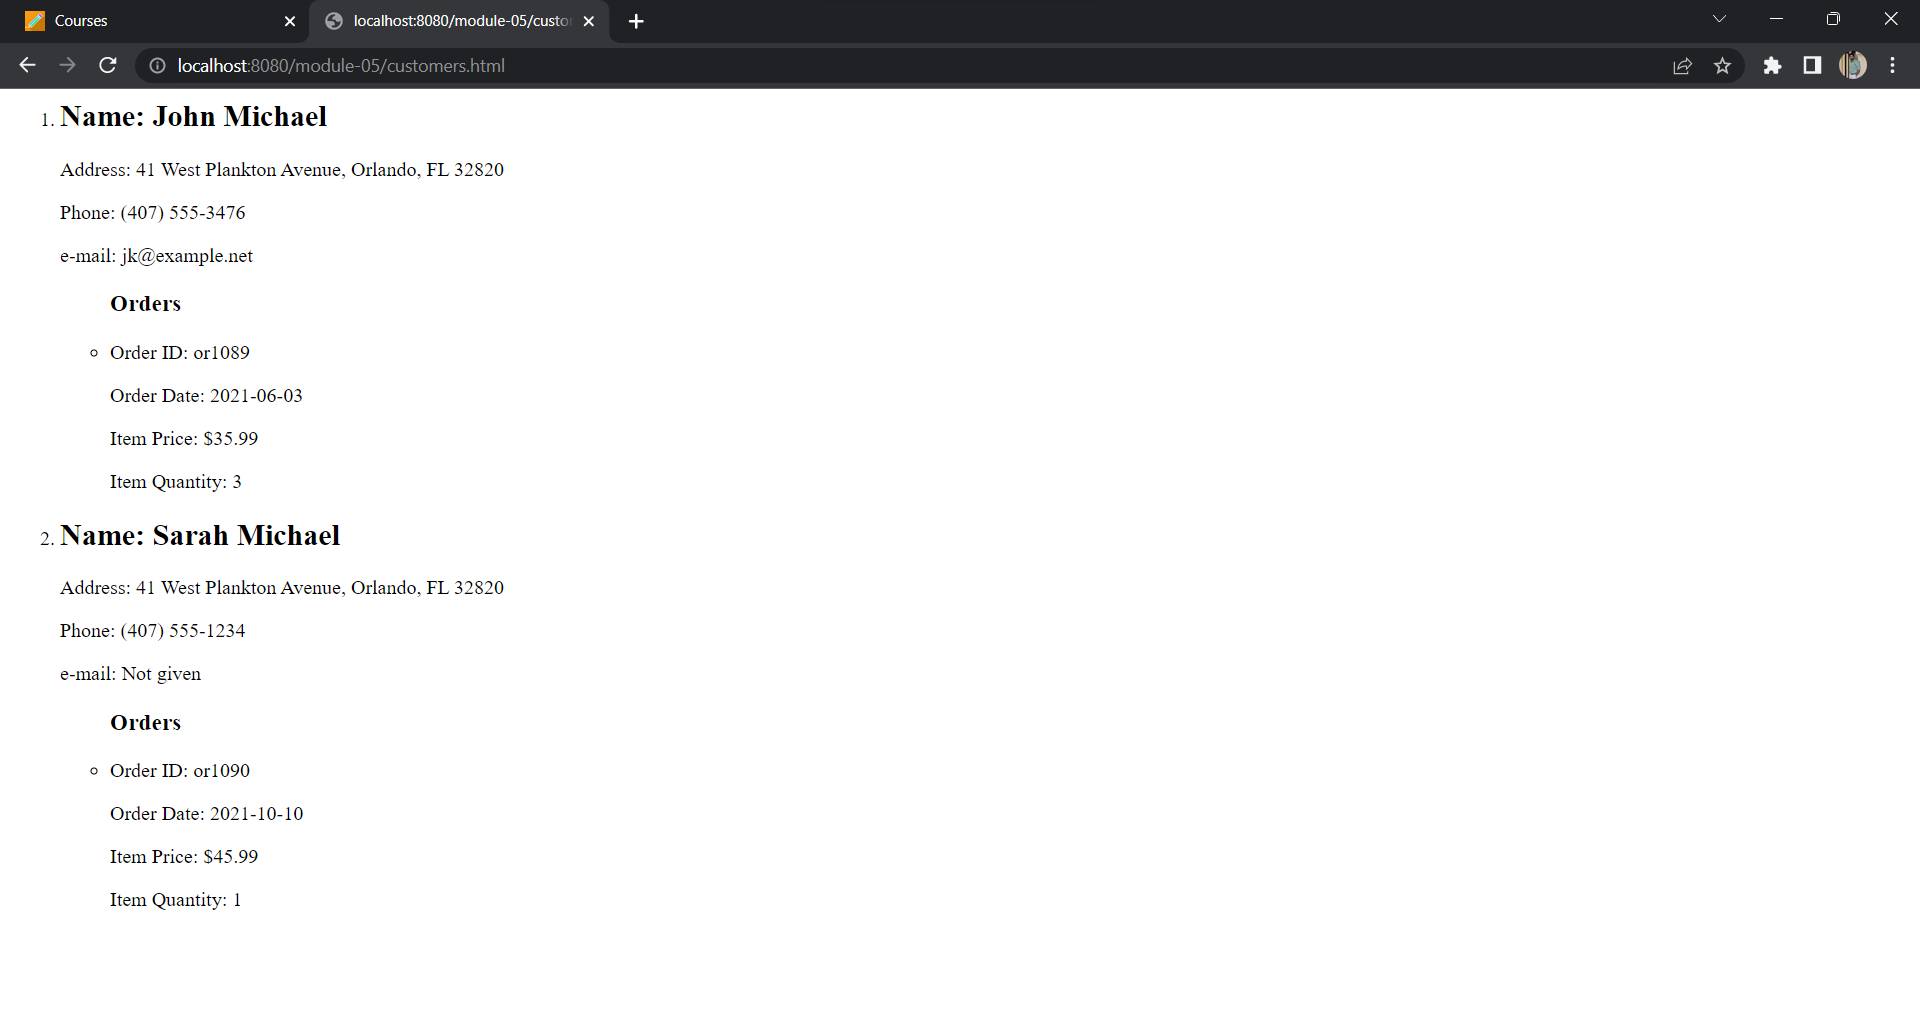 Courses
localhost:8080/module-05/custo
localhost:8080/module-05/customers.html
1. Name: John Michael
Address: 41 West Plankton Avenue, Orlando, FL 32820
Phone: (407) 555-3476
e-mail: jk@example.net
Orders
Order ID: or1089
Order Date: 2021-06-03
Item Price: $35.99
Item Quantity: 3
2. Name: Sarah Michael
Address: 41 West Plankton Avenue, Orlando, FL 32820
Phone: (407) 555-1234
e-mail: Not given
Orders
Order ID: or1090
Order Date: 2021-10-10
Item Price: $45.99
Item Quantity: 1